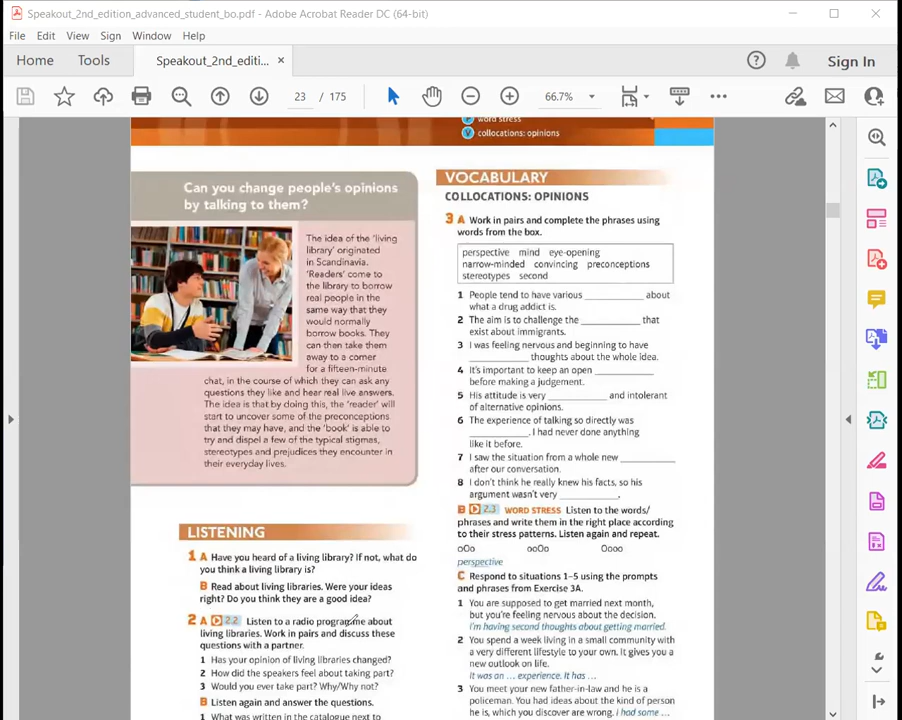 Speakout_2nd_edition_advanced_student_bo.pdf - Adobe Acrobat Reader DC (64-bit)
File Edit View Sign Window Help
Home Tools Speakout_2nd_editi... × Sign In
23 / 175 66.7%
word stress
V collocations: opinions
Can you change people's opinions
by talking to them?
The idea of the 'living
library' originated
in Scandinavia.
'Readers' come to
the library to borrow
real people in the
same way that they
would normally
borrow books. They
can then take them
away to a corner
for a fifteen-minute
chat, in the course of which they can ask any
questions they like and hear real live answers.
The idea is that by doing this, the 'reader' will
start to uncover some of the preconceptions
that they may have, and the 'book' is able to
try and dispel a few of the typical stigmas,
stereotypes and prejudices they encounter in
their everyday lives.
LISTENING
1 A Have you heard of a living library? If not, what do
you think a living library is?
B Read about living libraries. Were your ideas
right? Do you think they are a good idea?
2 A 2.2 Listen to a radio programme about
living libraries. Work in pairs and discuss these
questions with a partner.
1 Has your opinion of living libraries changed?
2 How did the speakers feel about taking part?
3 Would you ever take part? Why/Why not?
B Listen again and answer the questions.
1 What was written in the catalogue next to
VOCABULARY
COLLOCATIONS: OPINIONS
3 A Work in pairs and complete the phrases using
words from the box.
perspective mind eye-opening
narrow-minded convincing preconceptions
stereotypes second
1 People tend to have various ____________ about
what a drug addict is.
2 The aim is to challenge the ____________ that
exist about immigrants.
3 I was feeling nervous and beginning to have
____________ thoughts about the whole idea.
4 It's important to keep an open ____________
before making a judgement.
5 His attitude is very ____________ and intolerant
of alternative opinions.
6 The experience of talking so directly was
____________. I had never done anything
like it before.
7 I saw the situation from a whole new ____________
after our conversation.
8 I don't think he really knew his facts, so his
argument wasn't very ____________.
B 2.3 WORD STRESS Listen to the words/
phrases and write them in the right place according
to their stress patterns. Listen again and repeat.
oOo ooOo Oooo
perspective
C Respond to situations 1–5 using the prompts
and phrases from Exercise 3A.
1 You are supposed to get married next month,
but you're feeling nervous about the decision.
I'm having second thoughts about getting married.
2 You spend a week living in a small community with
a very different lifestyle to your own. It gives you a
new outlook on life.
It was an ... experience. It has ...
3 You meet your new father-in-law and he is a
policeman. You had ideas about the kind of person
he is, which you discover are wrong. I had some ...